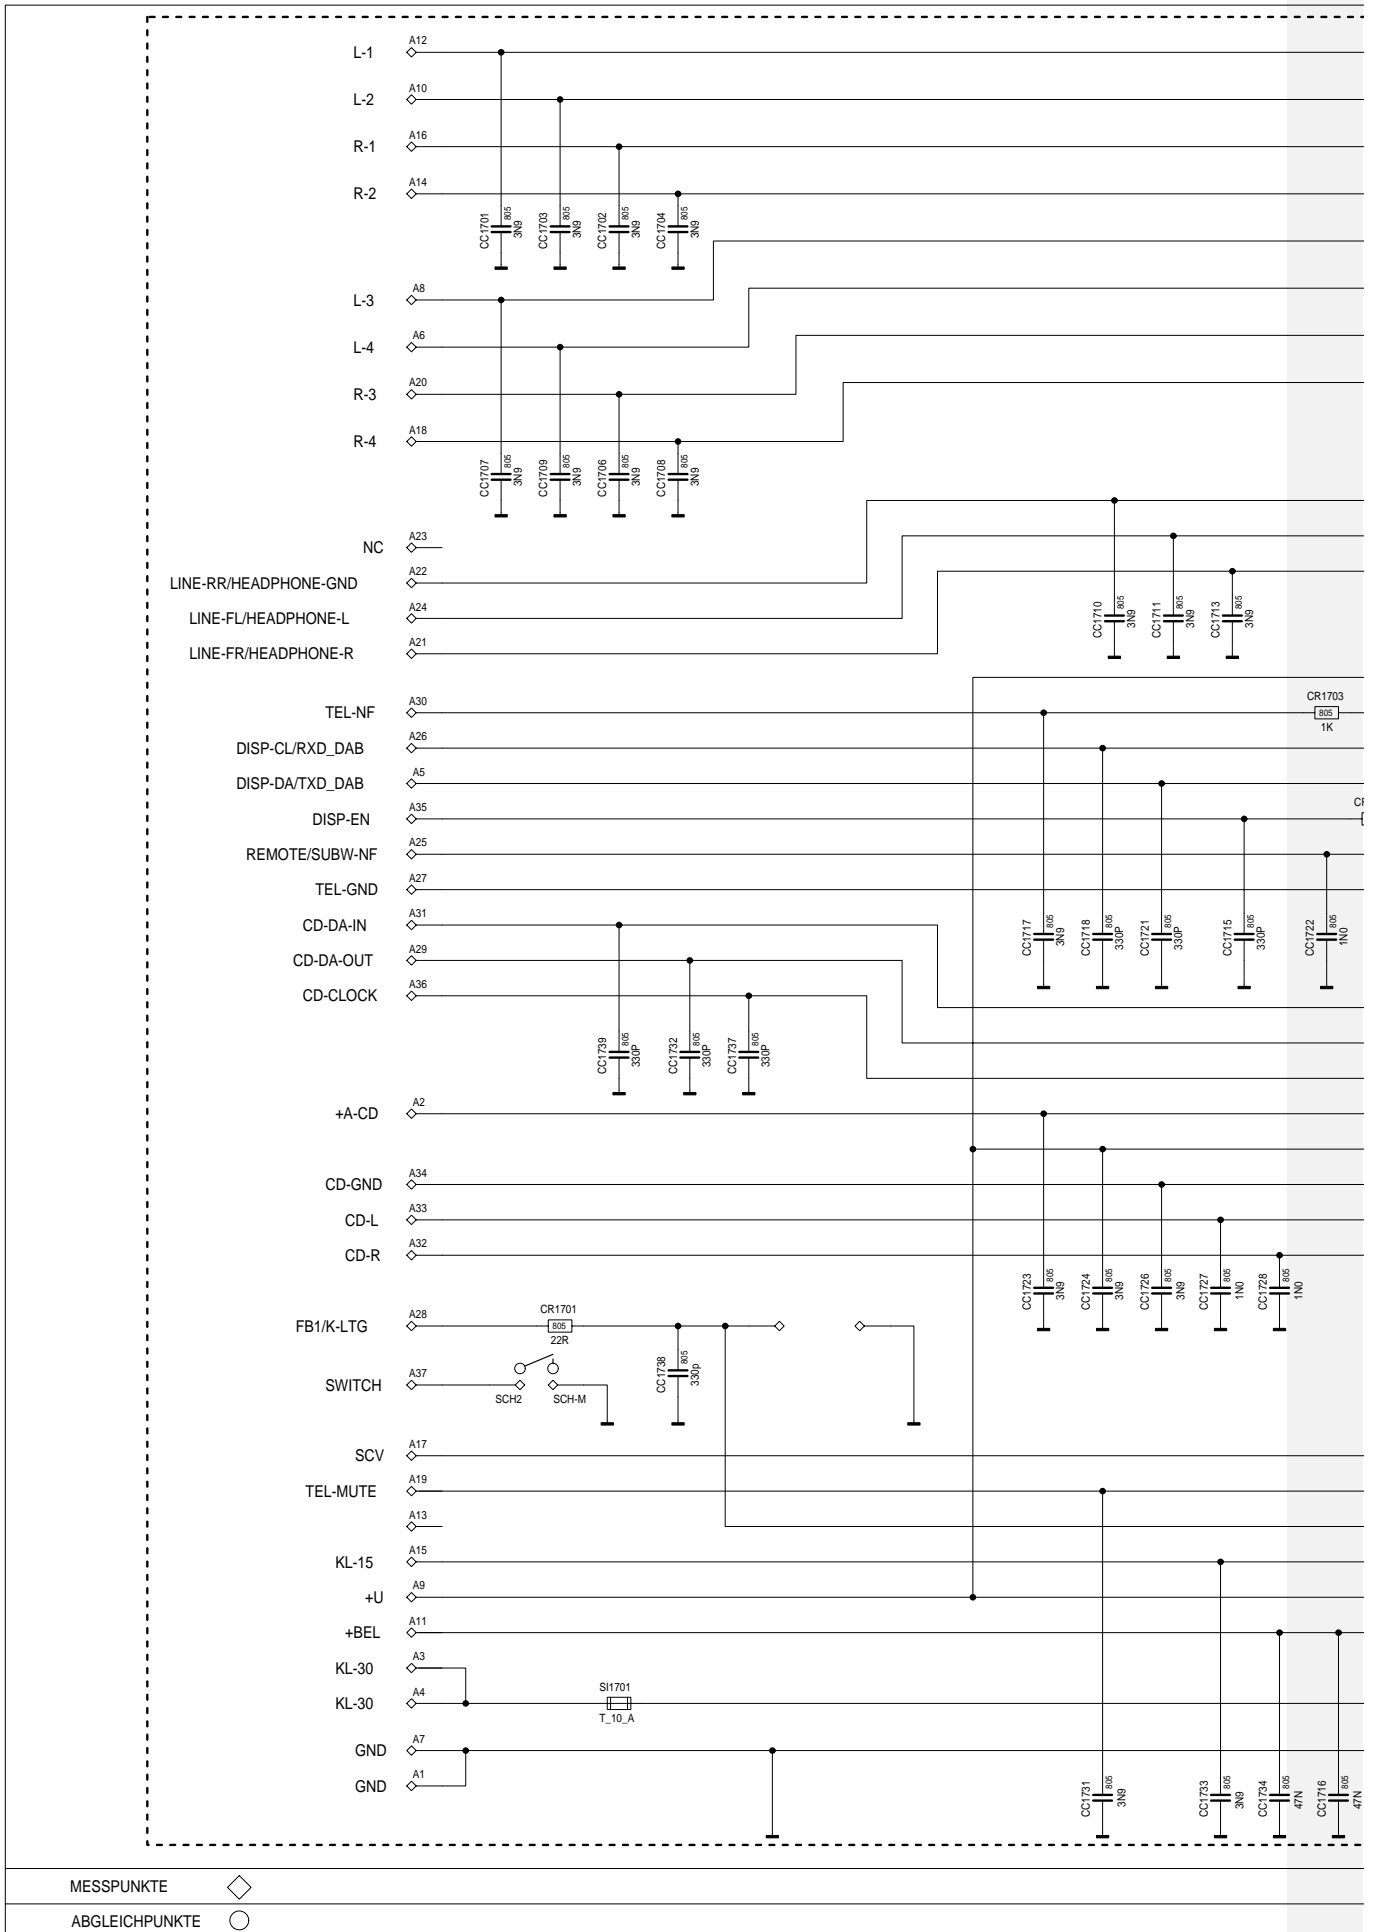 A12
L-1
A10
L-2
A16
R-1
A14
R-2
CC1701 805 3N9
CC1703 805 3N9
CC1702 805 3N9
CC1704 805 3N9
A8
L-3
A6
L-4
A20
R-3
A18
R-4
CC1707 805 3N9
CC1709 805 3N9
CC1706 805 3N9
CC1708 805 3N9
A23
NC
A22
LINE-RR/HEADPHONE-GND
A24
LINE-FL/HEADPHONE-L
A21
LINE-FR/HEADPHONE-R
CC1710 805 3N9
CC1711 805 3N9
CC1713 805 3N9
A30
TEL-NF
CR1703
805
1K
A26
DISP-CL/RXD_DAB
A5
DISP-DA/TXD_DAB
A35
DISP-EN
A25
REMOTE/SUBW-NF
A27
TEL-GND
A31
CD-DA-IN
A29
CD-DA-OUT
A36
CD-CLOCK
CC1717 805 3N9
CC1718 805 330P
CC1721 805 330P
CC1715 805 330P
CC1722 805 1N0
CC1739 805 330P
CC1732 805 330P
CC1737 805 330P
A2
+A-CD
A34
CD-GND
A33
CD-L
A32
CD-R
CC1723 805 3N9
CC1724 805 3N9
CC1726 805 3N9
CC1727 805 1N0
CC1728 805 1N0
A28
FB1/K-LTG
CR1701
805
22R
CC1738 805 330p
A37
SWITCH
SCH2 SCH-M
A17
SCV
A19
TEL-MUTE
A13
A15
KL-15
A9
+U
A11
+BEL
A3
KL-30
A4
KL-30
SI1701
T_10_A
A7
GND
A1
GND
CC1731 805 3N9
CC1733 805 3N9
CC1734 805 47N
CC1716 805 47N
MESSPUNKTE
ABGLEICHPUNKTE